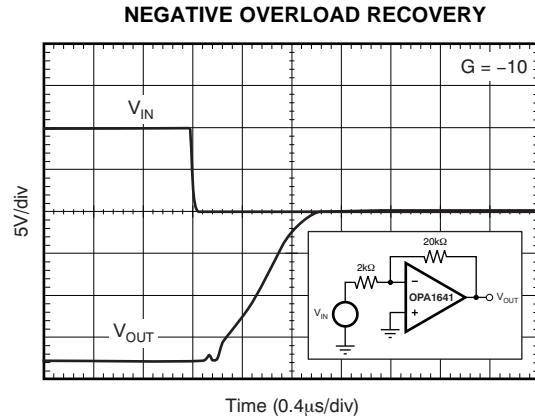 NEGATIVE OVERLOAD RECOVERY
G = −10
V_IN
5V/div
20kΩ
2kΩ
−
OPA1641
+
V_OUT
V_IN
V_OUT
Time (0.4μs/div)